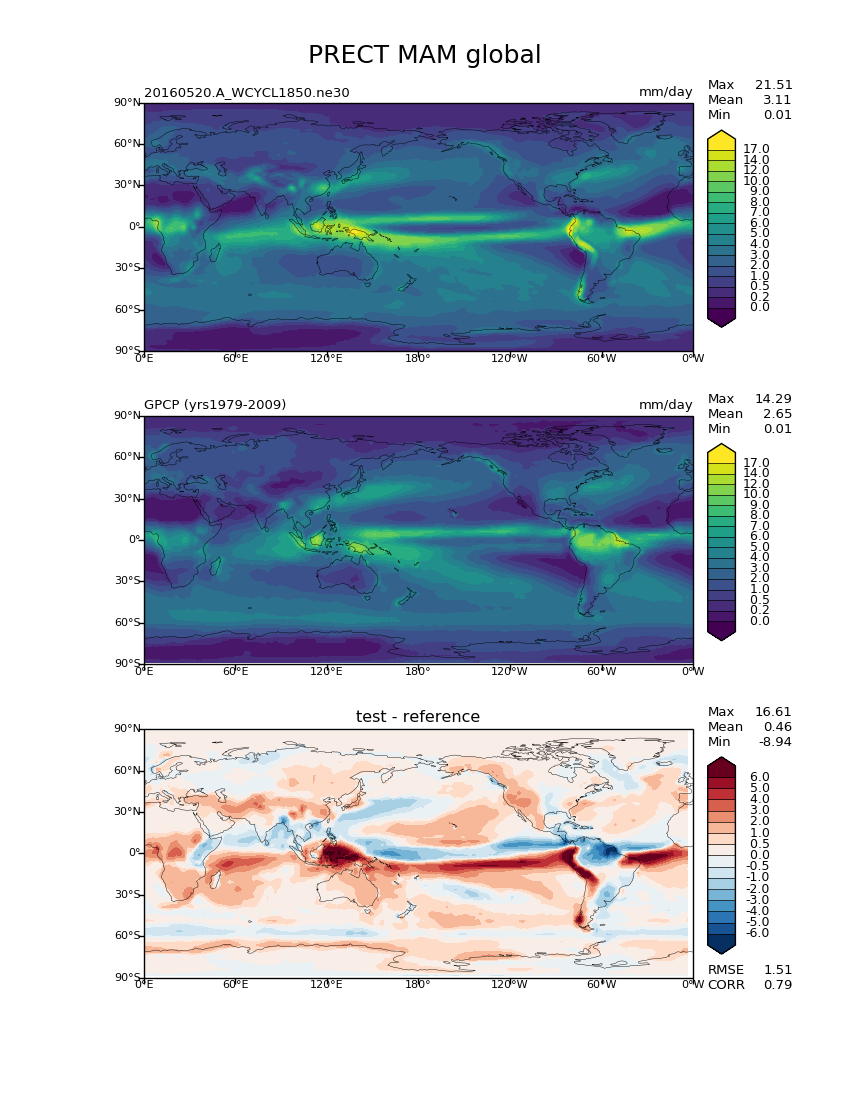 PRECT MAM global
20160520.A_WCYCL1850.ne30 mm/day
Max 21.51
Mean 3.11
Min 0.01
90°N
60°N
30°N
0°
30°S
60°S
90°S
0°E 60°E 120°E 180° 120°W 60°W 0°W
17.0
14.0
12.0
10.0
9.0
8.0
7.0
6.0
5.0
4.0
3.0
2.0
1.0
0.5
0.2
0.0
GPCP (yrs1979-2009) mm/day
Max 14.29
Mean 2.65
Min 0.01
90°N
60°N
30°N
0°
30°S
60°S
90°S
0°E 60°E 120°E 180° 120°W 60°W 0°W
17.0
14.0
12.0
10.0
9.0
8.0
7.0
6.0
5.0
4.0
3.0
2.0
1.0
0.5
0.2
0.0
test - reference
Max 16.61
Mean 0.46
Min -8.94
90°N
60°N
30°N
0°
30°S
60°S
90°S
0°E 60°E 120°E 180° 120°W 60°W 0°W
6.0
5.0
4.0
3.0
2.0
1.0
0.5
0.0
-0.5
-1.0
-2.0
-3.0
-4.0
-5.0
-6.0
RMSE 1.51
CORR 0.79